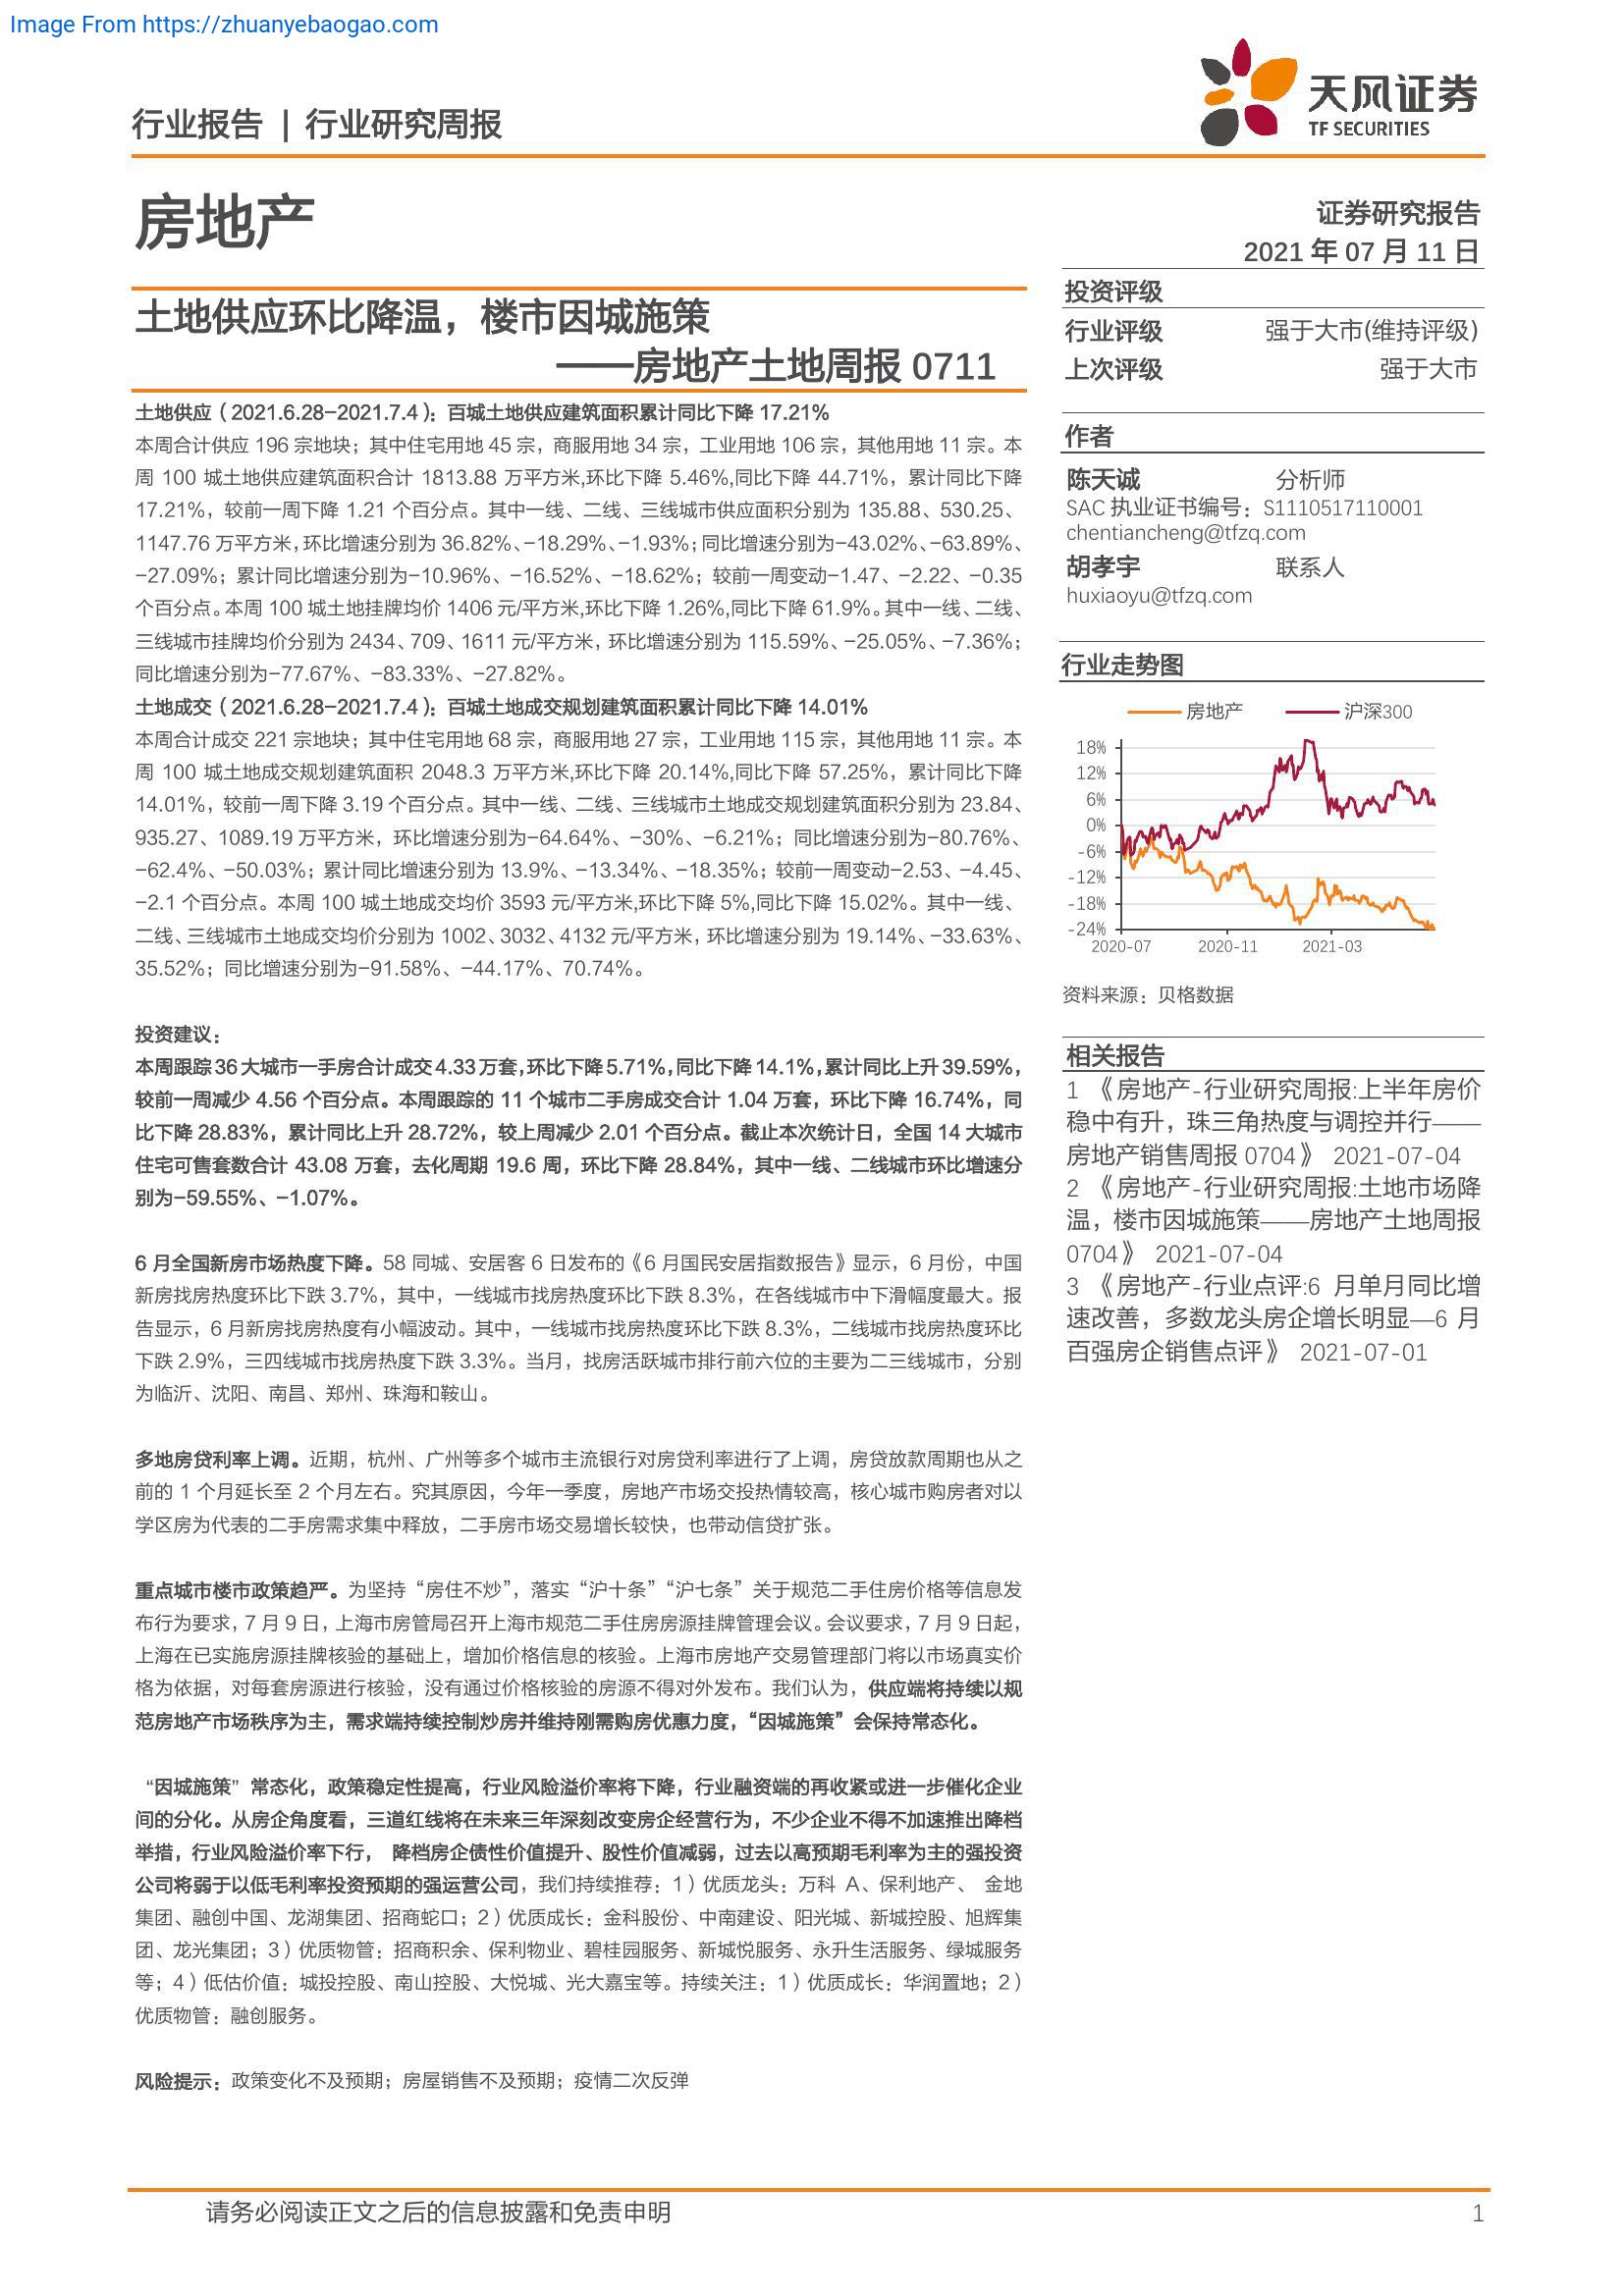 Image From https://zhuanyebaogao.com
行业报告 | 行业研究周报
天风证券
TF SECURITIES
房地产
证券研究报告
2021 年 07 月 11 日
土地供应环比降温，楼市因城施策
——房地产土地周报 0711
土地供应（2021.6.28-2021.7.4）：百城土地供应建筑面积累计同比下降 17.21%
本周合计供应 196 宗地块；其中住宅用地 45 宗，商服用地 34 宗，工业用地 106 宗，其他用地 11 宗。本
周 100 城土地供应建筑面积合计 1813.88 万平方米,环比下降 5.46%,同比下降 44.71%，累计同比下降
17.21%，较前一周下降 1.21 个百分点。其中一线、二线、三线城市供应面积分别为 135.88、530.25、
1147.76 万平方米，环比增速分别为 36.82%、-18.29%、-1.93%；同比增速分别为-43.02%、-63.89%、
-27.09%；累计同比增速分别为-10.96%、-16.52%、-18.62%；较前一周变动-1.47、-2.22、-0.35
个百分点。本周 100 城土地挂牌均价 1406 元/平方米,环比下降 1.26%,同比下降 61.9%。其中一线、二线、
三线城市挂牌均价分别为 2434、709、1611 元/平方米，环比增速分别为 115.59%、-25.05%、-7.36%；
同比增速分别为-77.67%、-83.33%、-27.82%。
土地成交（2021.6.28-2021.7.4）：百城土地成交规划建筑面积累计同比下降 14.01%
本周合计成交 221 宗地块；其中住宅用地 68 宗，商服用地 27 宗，工业用地 115 宗，其他用地 11 宗。本
周 100 城土地成交规划建筑面积 2048.3 万平方米,环比下降 20.14%,同比下降 57.25%，累计同比下降
14.01%，较前一周下降 3.19 个百分点。其中一线、二线、三线城市土地成交规划建筑面积分别为 23.84、
935.27、1089.19 万平方米，环比增速分别为-64.64%、-30%、-6.21%；同比增速分别为-80.76%、
-62.4%、-50.03%；累计同比增速分别为 13.9%、-13.34%、-18.35%；较前一周变动-2.53、-4.45、
-2.1 个百分点。本周 100 城土地成交均价 3593 元/平方米,环比下降 5%,同比下降 15.02%。其中一线、
二线、三线城市土地成交均价分别为 1002、3032、4132 元/平方米，环比增速分别为 19.14%、-33.63%、
35.52%；同比增速分别为-91.58%、-44.17%、70.74%。
投资建议：
本周跟踪 36 大城市一手房合计成交 4.33 万套，环比下降 5.71%，同比下降 14.1%，累计同比上升 39.59%，
较前一周减少 4.56 个百分点。本周跟踪的 11 个城市二手房成交合计 1.04 万套，环比下降 16.74%，同
比下降 28.83%，累计同比上升 28.72%，较上周减少 2.01 个百分点。截止本次统计日，全国 14 大城市
住宅可售套数合计 43.08 万套，去化周期 19.6 周，环比下降 28.84%，其中一线、二线城市环比增速分
别为-59.55%、-1.07%。
6 月全国新房市场热度下降。58 同城、安居客 6 日发布的《6 月国民安居指数报告》显示，6 月份，中国
新房找房热度环比下跌 3.7%，其中，一线城市找房热度环比下跌 8.3%，在各线城市中下滑幅度最大。报
告显示，6 月新房找房热度有小幅波动。其中，一线城市找房热度环比下跌 8.3%，二线城市找房热度环比
下跌 2.9%，三四线城市找房热度下跌 3.3%。当月，找房活跃城市排行前六位的主要为二三线城市，分别
为临沂、沈阳、南昌、郑州、珠海和鞍山。
多地房贷利率上调。近期，杭州、广州等多个城市主流银行对房贷利率进行了上调，房贷放款周期也从之
前的 1 个月延长至 2 个月左右。究其原因，今年一季度，房地产市场交投热情较高，核心城市购房者对以
学区房为代表的二手房需求集中释放，二手房市场交易增长较快，也带动信贷扩张。
重点城市楼市政策趋严。为坚持“房住不炒”，落实“沪十条”“沪七条”关于规范二手住房价格等信息发
布行为要求，7 月 9 日，上海市房管局召开上海市规范二手住房房源挂牌管理会议。会议要求，7 月 9 日起，
上海在已实施房源挂牌核验的基础上，增加价格信息的核验。上海市房地产交易管理部门将以市场真实价
格为依据，对每套房源进行核验，没有通过价格核验的房源不得对外发布。我们认为，供应端将持续以规
范房地产市场秩序为主，需求端持续控制炒房并维持刚需购房优惠力度，“因城施策”会保持常态化。
“因城施策”常态化，政策稳定性提高，行业风险溢价率将下降，行业融资端的再收紧或进一步催化企业
间的分化。从房企角度看，三道红线将在未来三年深刻改变房企经营行为，不少企业不得不加速推出降档
举措，行业风险溢价率下行， 降档房企债性价值提升、股性价值减弱，过去以高预期毛利率为主的强投资
公司将弱于以低毛利率投资预期的强运营公司，我们持续推荐：1）优质龙头：万科 A、保利地产、 金地
集团、融创中国、龙湖集团、招商蛇口；2）优质成长：金科股份、中南建设、阳光城、新城控股、旭辉集
团、龙光集团；3）优质物管：招商积余、保利物业、碧桂园服务、新城悦服务、永升生活服务、绿城服务
等；4）低估价值：城投控股、南山控股、大悦城、光大嘉宝等。持续关注：1）优质成长：华润置地；2）
优质物管：融创服务。
风险提示：政策变化不及预期；房屋销售不及预期；疫情二次反弹
投资评级
行业评级 强于大市(维持评级)
上次评级 强于大市
作者
陈天诚 分析师
SAC 执业证书编号：S1110517110001
chentiancheng@tfzq.com
胡孝宇 联系人
huxiaoyu@tfzq.com
行业走势图
房地产 沪深300
18%
12%
6%
0%
-6%
-12%
-18%
-24%
2020-07 2020-11 2021-03
资料来源：贝格数据
相关报告
1 《房地产-行业研究周报:上半年房价
稳中有升，珠三角热度与调控并行——
房地产销售周报 0704》 2021-07-04
2 《房地产-行业研究周报:土地市场降
温，楼市因城施策——房地产土地周报
0704》 2021-07-04
3 《房地产-行业点评:6 月单月同比增
速改善，多数龙头房企增长明显—6 月
百强房企销售点评》 2021-07-01
请务必阅读正文之后的信息披露和免责申明
1